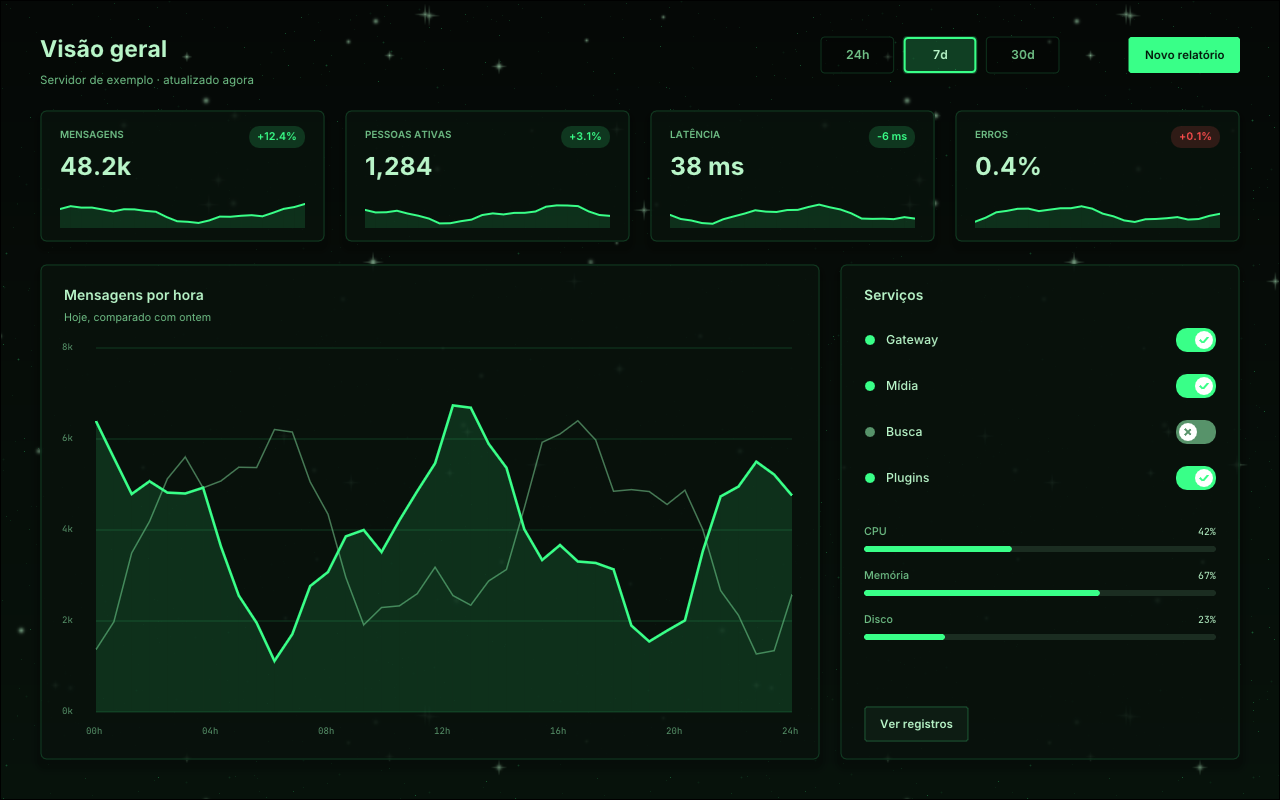 Visão geral
Servidor de exemplo · atualizado agora
24h
7d
30d
Novo relatório
MENSAGENS
+12.4%
48.2k
PESSOAS ATIVAS
+3.1%
1,284
LATÊNCIA
-6 ms
38 ms
ERROS
+0.1%
0.4%
Mensagens por hora
Hoje, comparado com ontem
8k
6k
4k
2k
0k
00h
04h
08h
12h
16h
20h
24h
Serviços
Gateway
Mídia
Busca
Plugins
CPU
42%
Memória
67%
Disco
23%
Ver registros